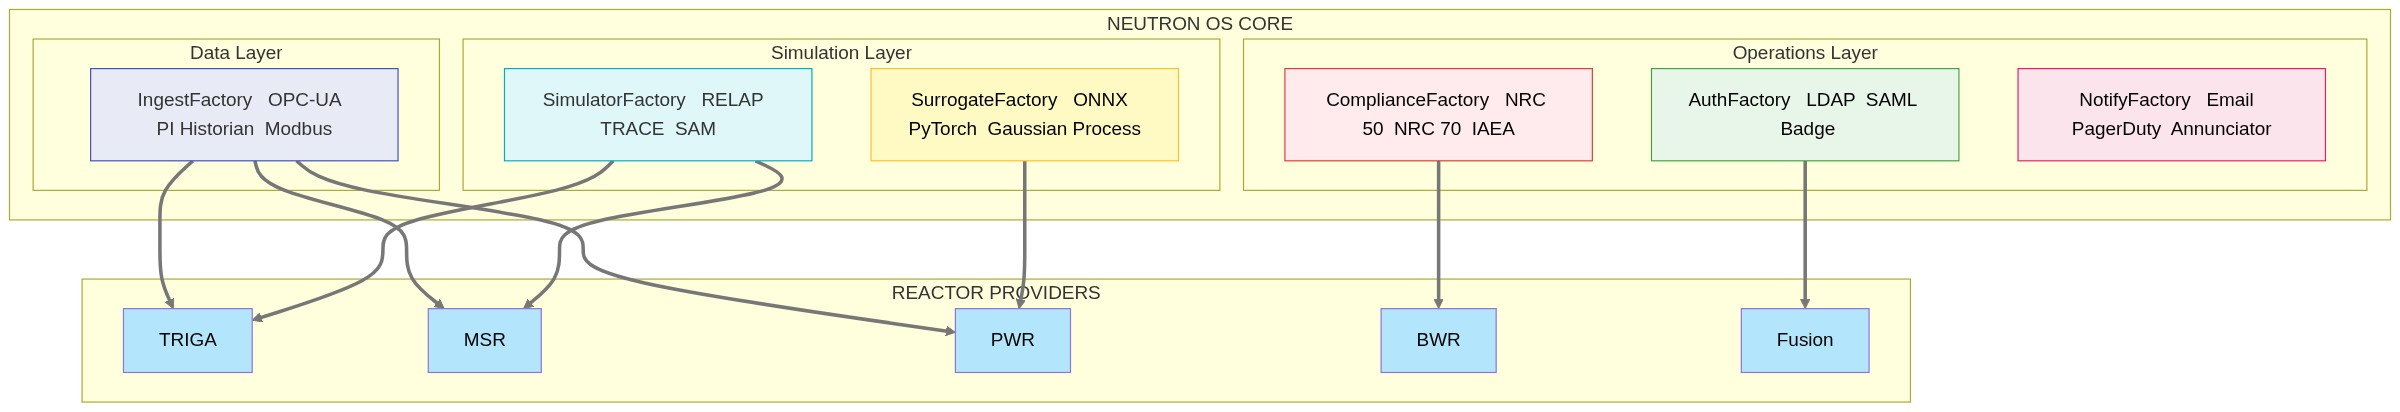 NEUTRON OS CORE
Data Layer
IngestFactory OPC-UA
PI Historian Modbus
Simulation Layer
SimulatorFactory RELAP
TRACE SAM
SurrogateFactory ONNX
PyTorch Gaussian Process
Operations Layer
ComplianceFactory NRC
50 NRC 70 IAEA
AuthFactory LDAP SAML
Badge
NotifyFactory Email
PagerDuty Annunciator
REACTOR PROVIDERS
TRIGA
MSR
PWR
BWR
Fusion